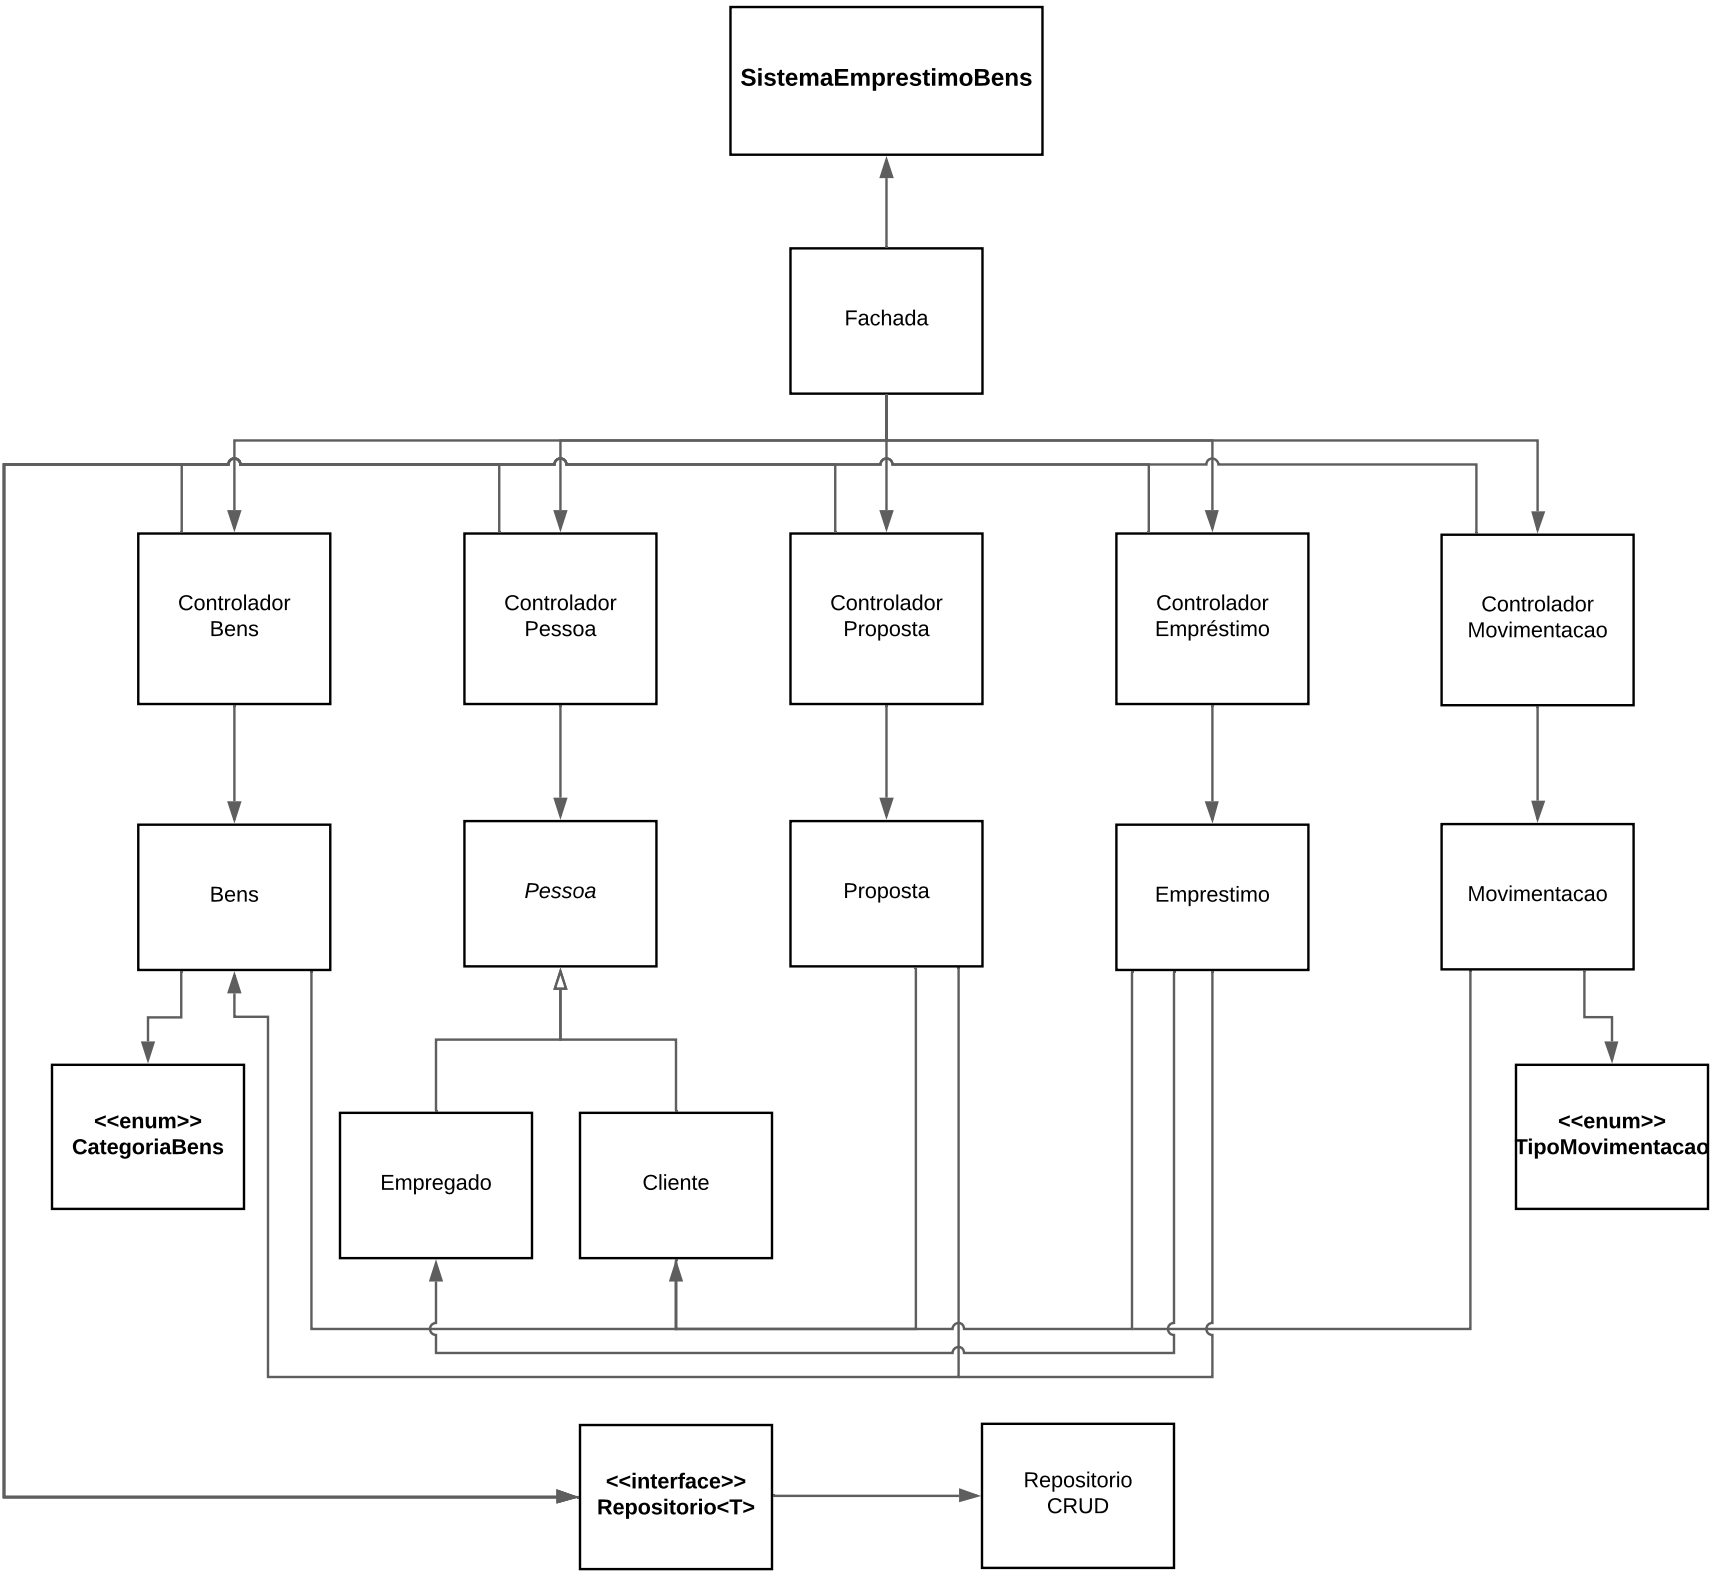 SistemaEmprestimoBens
Fachada
Controlador
Bens
Controlador
Pessoa
Controlador
Proposta
Controlador
Empréstimo
Controlador
Movimentacao
Bens
Pessoa
Proposta
Emprestimo
Movimentacao
<<enum>>
CategoriaBens
Empregado
Cliente
<<enum>>
TipoMovimentacao
<<interface>>
Repositorio<T>
Repositorio
CRUD